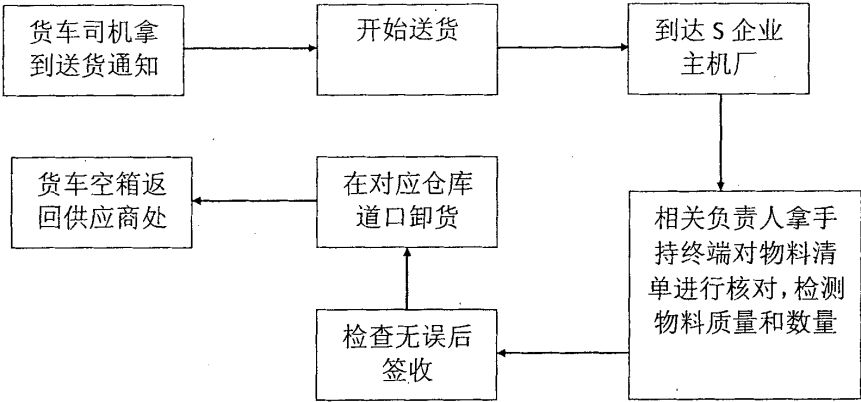 货车司机拿
到送货通知
开始送货
到达 S 企业
主机厂
相关负责人拿手
持终端对物料清
单进行核对，检测
物料质量和数量
检查无误后
签收
在对应仓库
道口卸货
货车空箱返
回供应商处